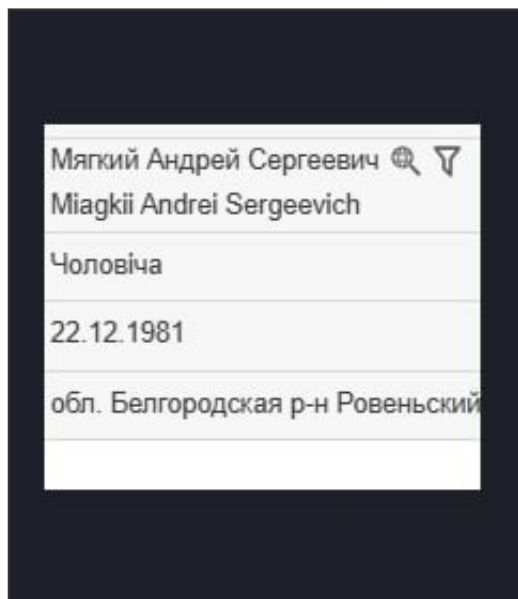 Мягкий Андрей Сергеевич
Miagkii Andrei Sergeevich
Чоловіча
22.12.1981
обл. Белгородская р-н Ровеньский